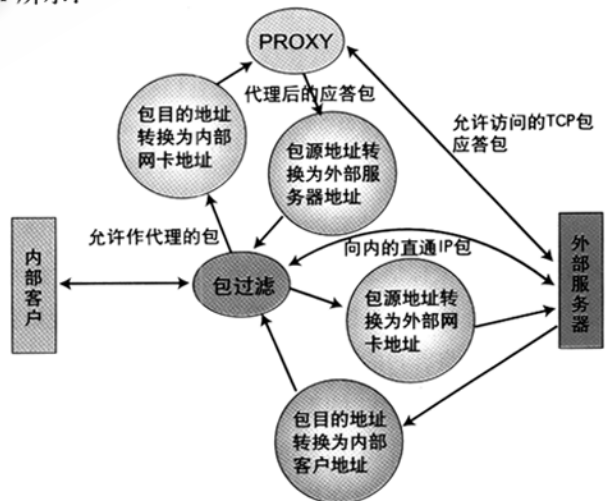 PROXY
代理后的应答包
包目的地址
转换为内部
网卡地址
允许访问的TCP包
应答包
包源地址转
换为外部服
务器地址
允许作代理的包
向内的直通IP包
内部客户
包过滤
外部服务器
包源地址转
换为外部网
卡地址
包目的地址
转换为内部
客户地址